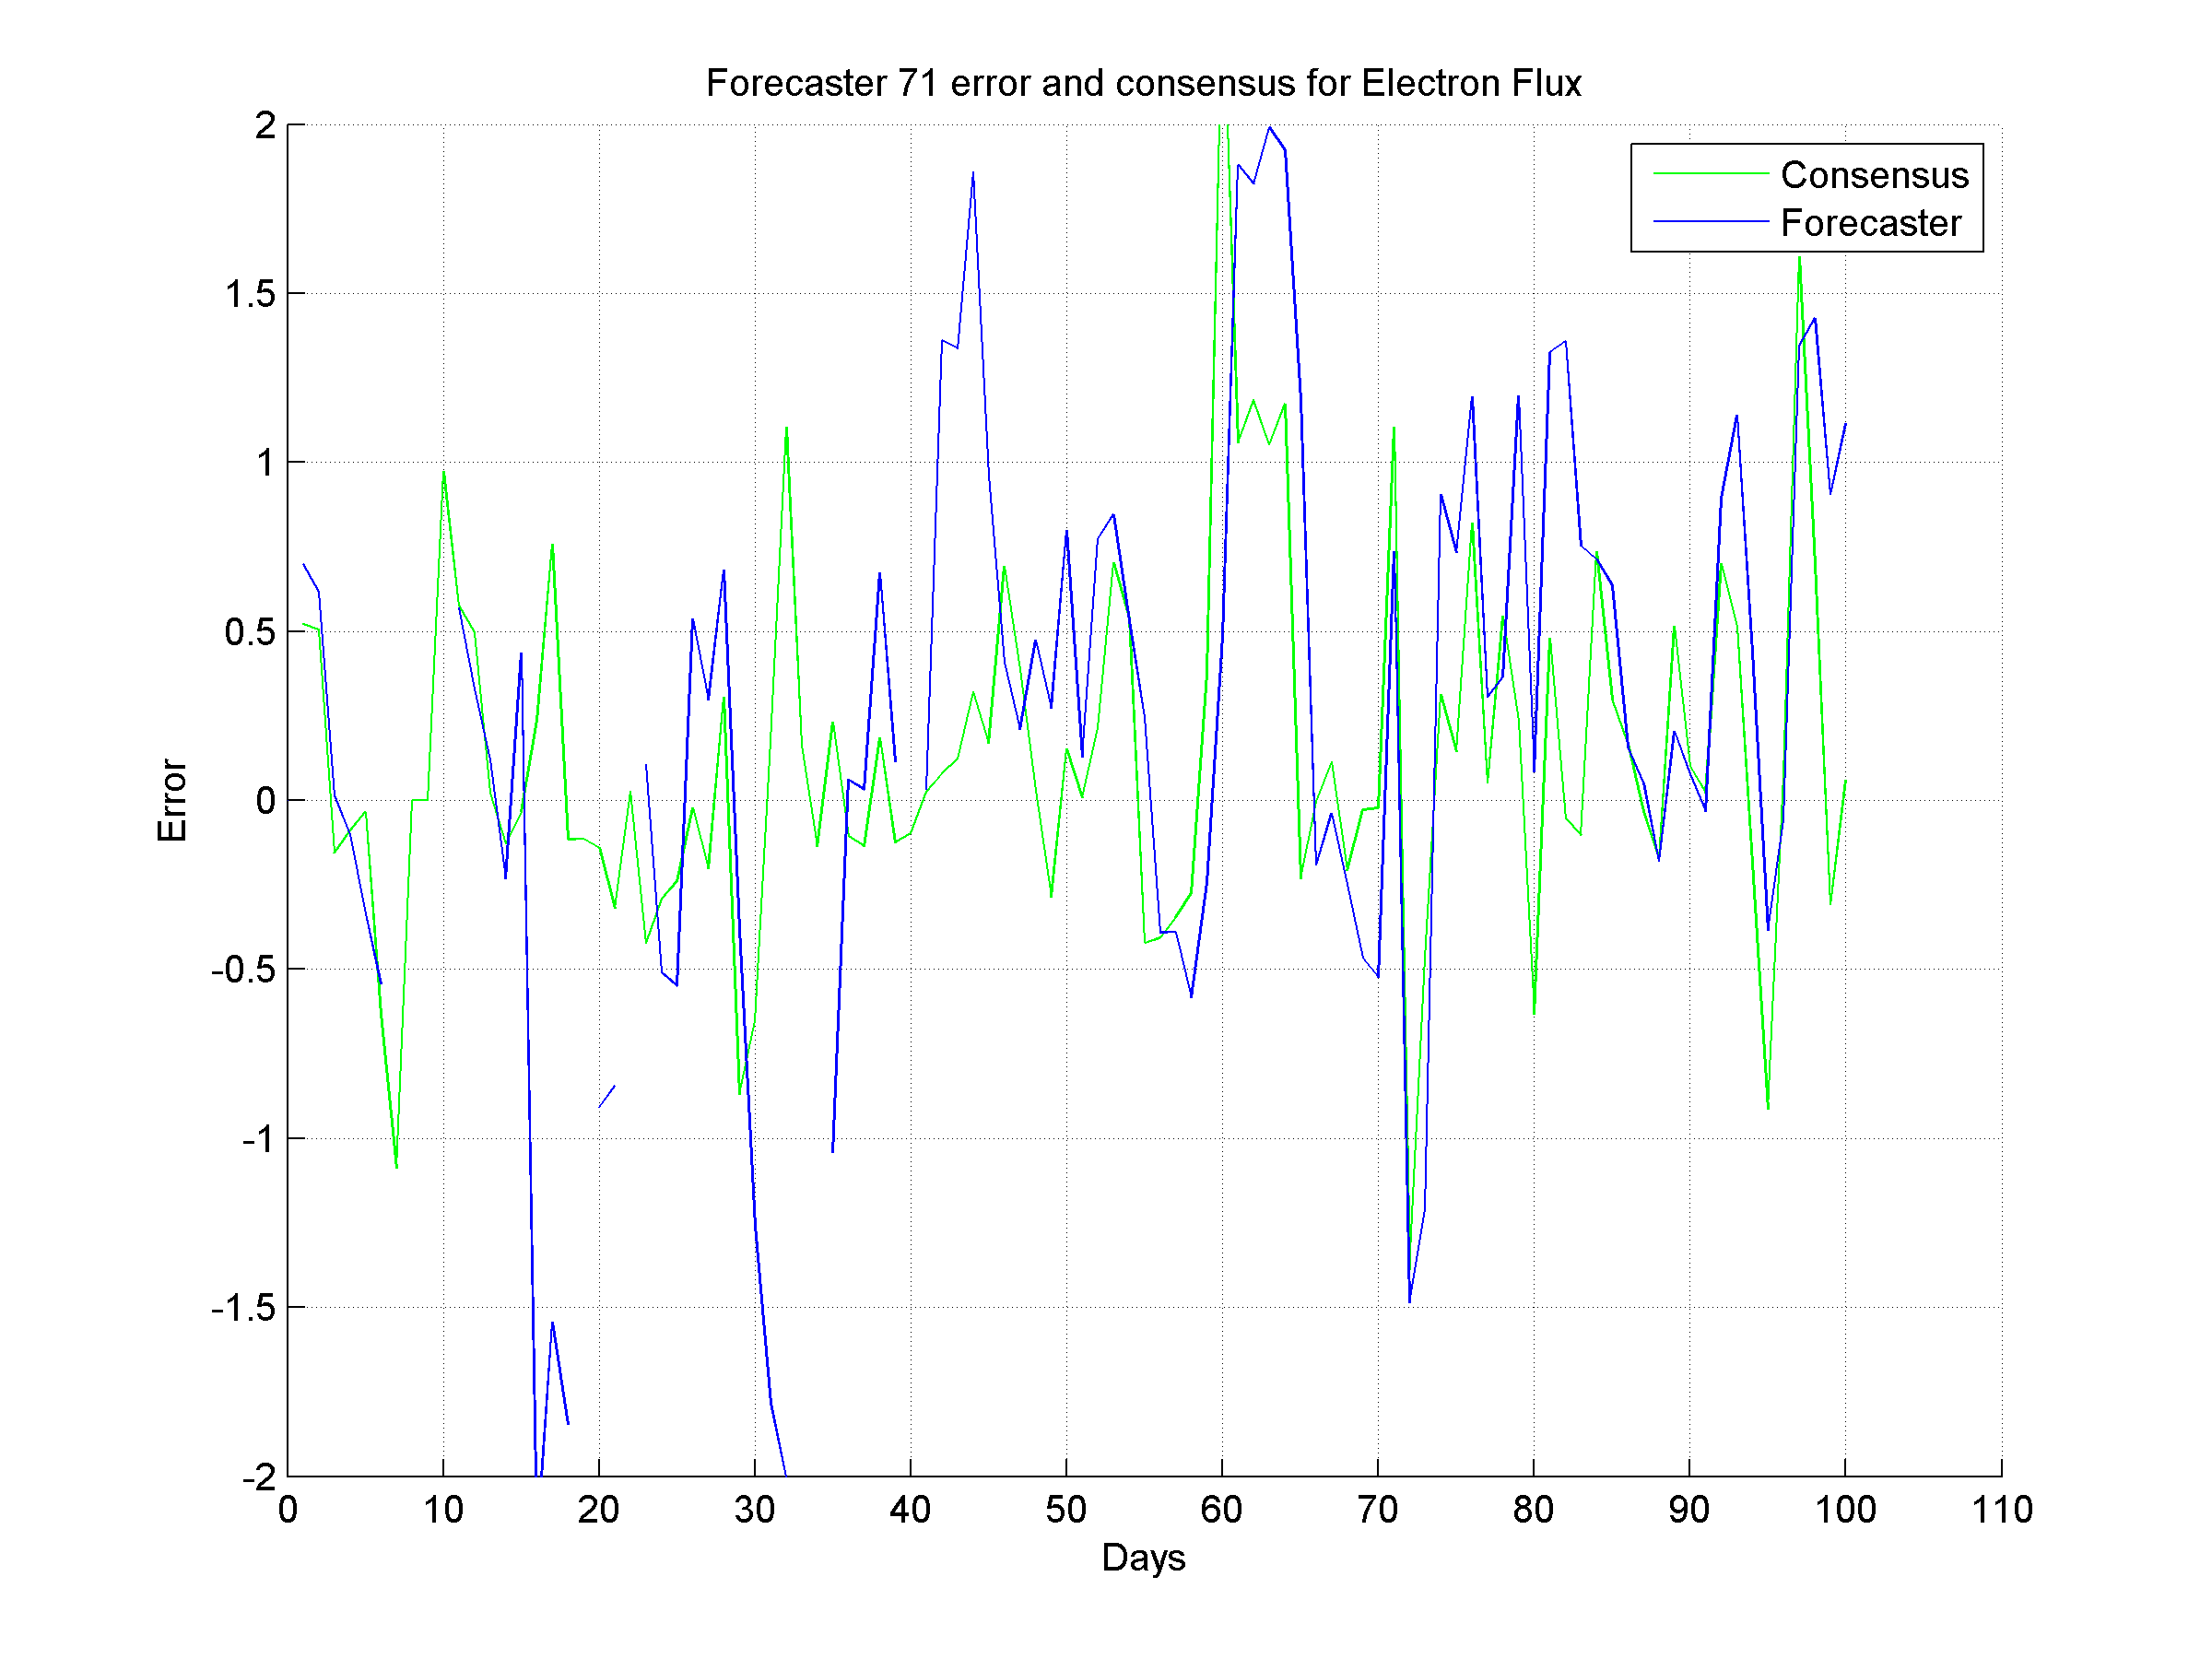 Forecaster 71 error and consensus for Electron Flux
Consensus
Forecaster
2
1.5
1
0.5
0
-0.5
-1
-1.5
-2
Error
0 10 20 30 40 50 60 70 80 90 100 110
Days